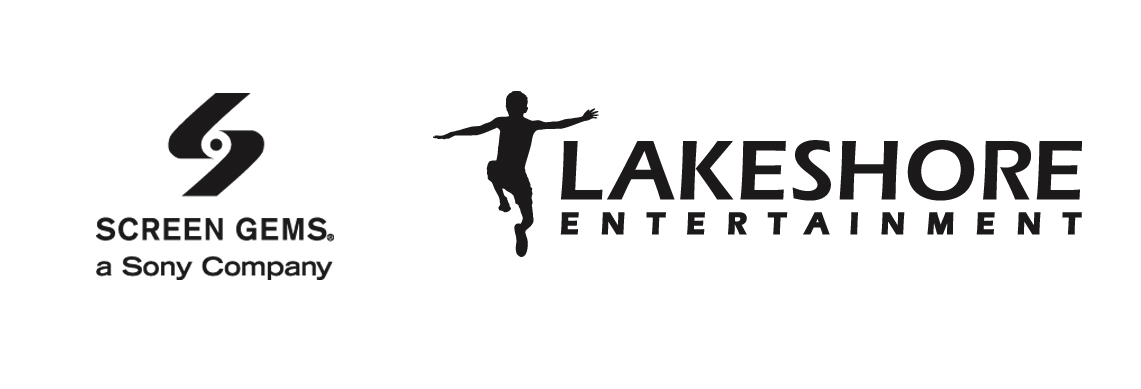 SCREEN GEMS®
a Sony Company
LAKESHORE
ENTERTAINMENT